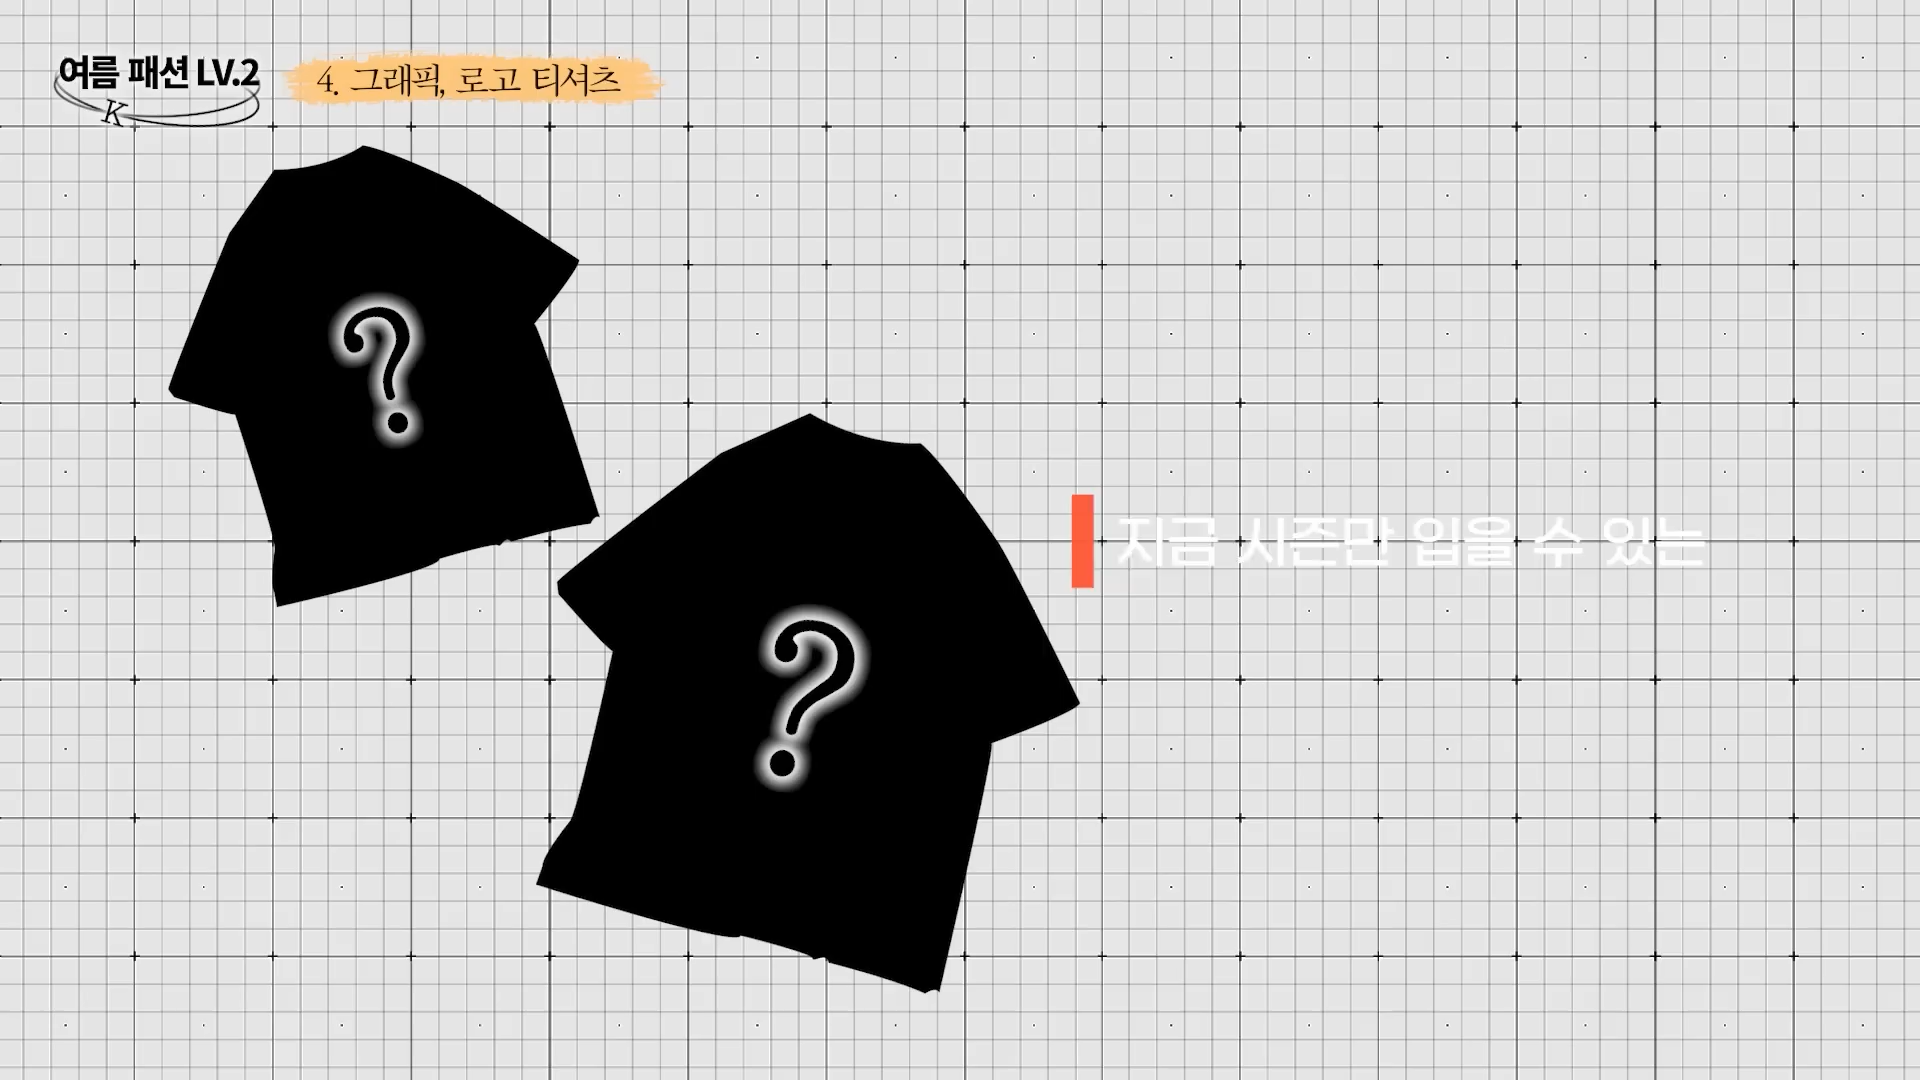 여름 패션 LV.2
K
4. 그래픽, 로고 티셔츠
?
?
지금 시즌만 입을 수 있는